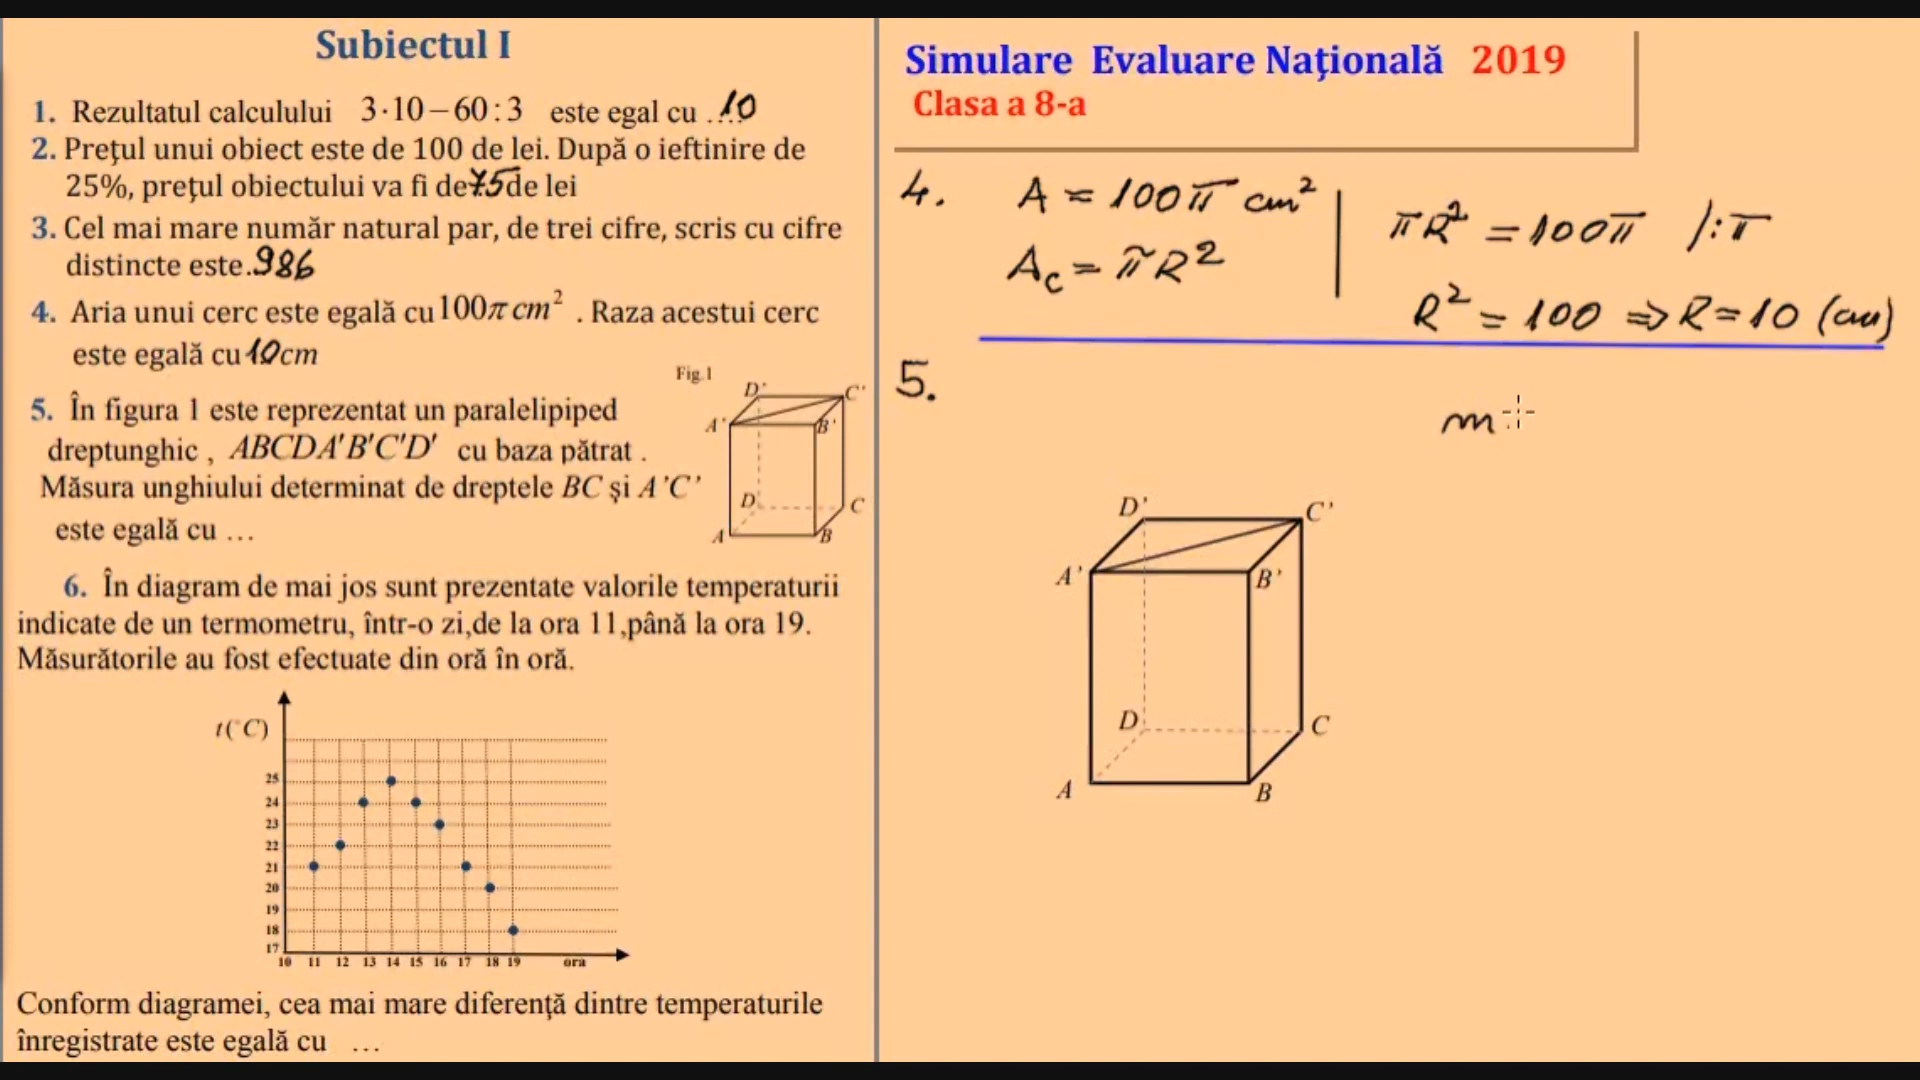 Subiectul I
1. Rezultatul calculului 3·10−60:3 este egal cu ...10
2. Prețul unui obiect este de 100 de lei. După o ieftinire de
25%, prețul obiectului va fi de 75 de lei
3. Cel mai mare număr natural par, de trei cifre, scris cu cifre
distincte este.986
4. Aria unui cerc este egală cu 100π cm² . Raza acestui cerc
este egală cu 10cm
Fig.1
5. În figura 1 este reprezentat un paralelipiped
dreptunghic , ABCDA'B'C'D' cu baza pătrat .
Măsura unghiului determinat de dreptele BC și A'C'
este egală cu ...
D' C'
A' B'
D C
A B
6. În diagram de mai jos sunt prezentate valorile temperaturii
indicate de un termometru, într-o zi,de la ora 11,până la ora 19.
Măsurătorile au fost efectuate din oră în oră.
t(°C)
25
24
23
22
21
20
19
18
17
10 11 12 13 14 15 16 17 18 19 ora
Conform diagramei, cea mai mare diferență dintre temperaturile
înregistrate este egală cu ...
Simulare Evaluare Națională 2019
Clasa a 8-a
4. A = 100π cm²
A_c = πR²
πR² = 100π /:π
R² = 100 ⇒ R = 10 (cm)
5.
m
D' C'
A' B'
D C
A B